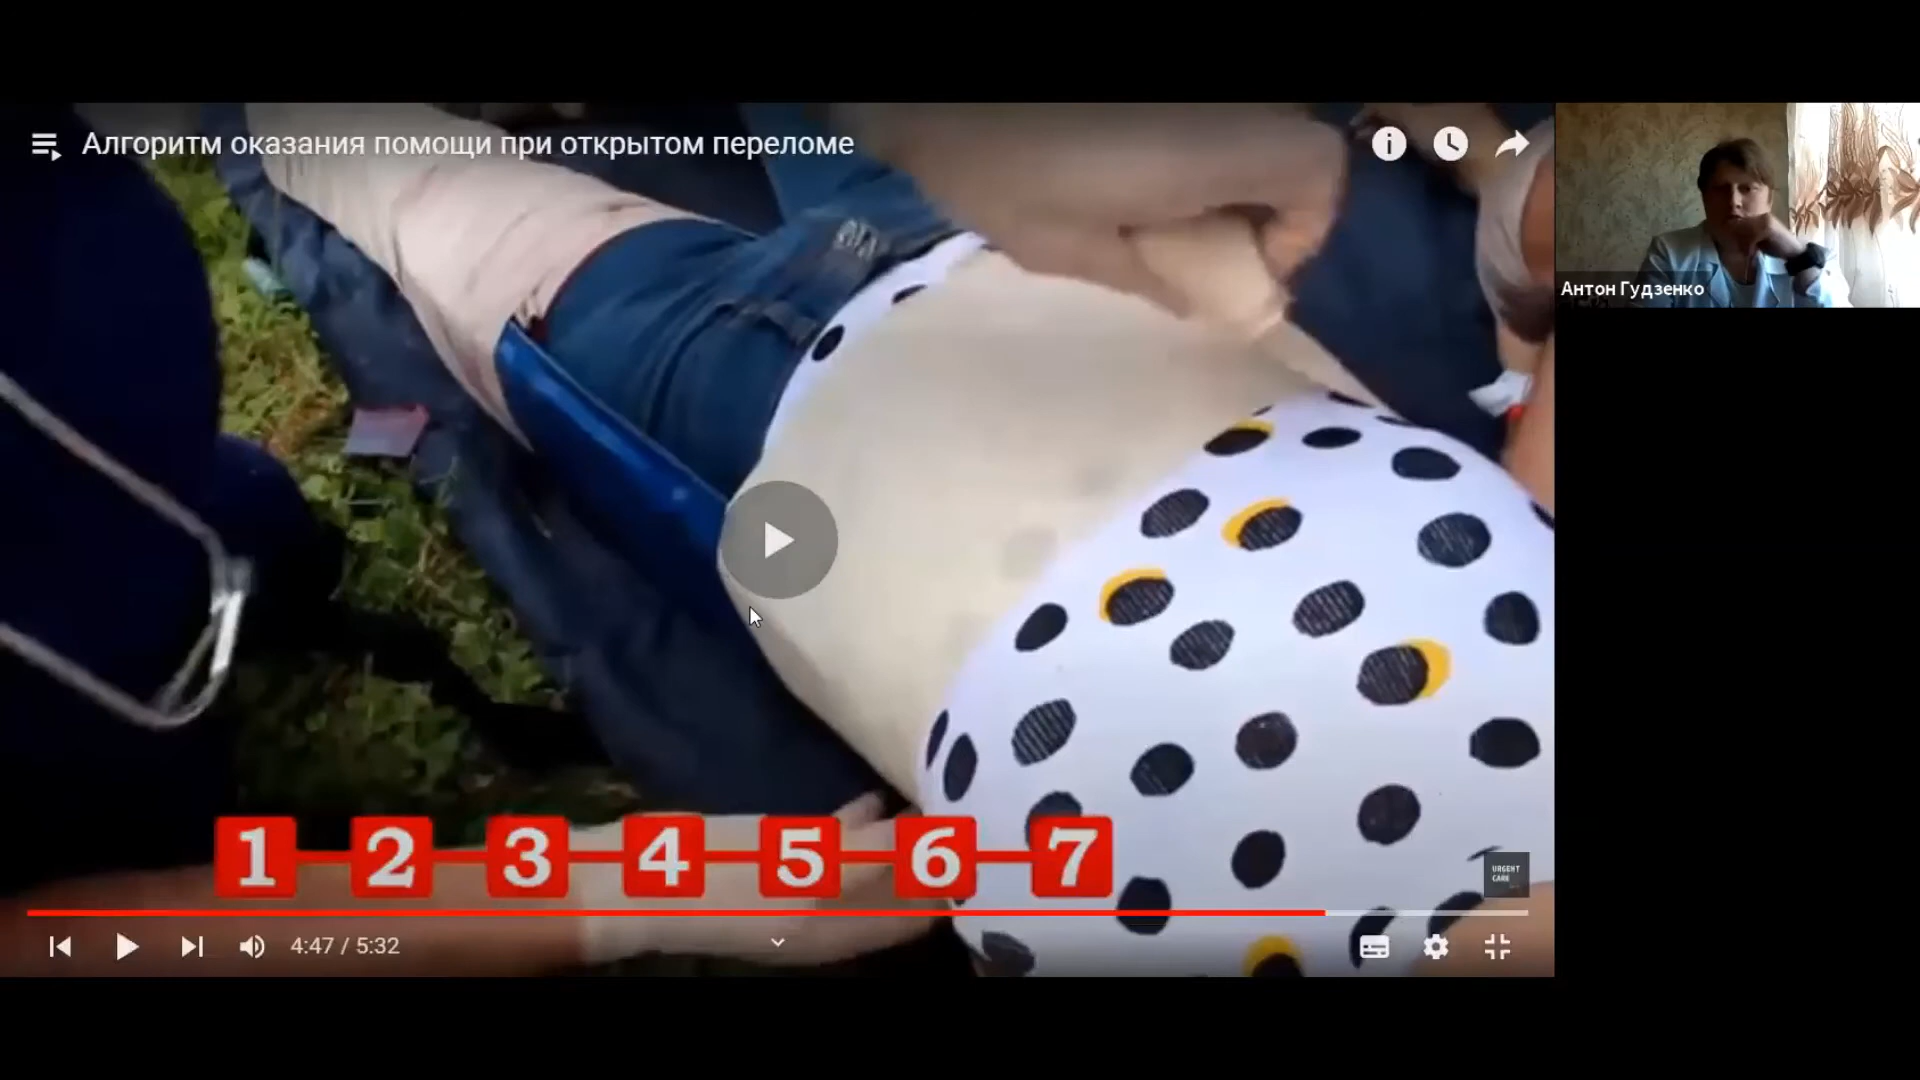 Алгоритм оказания помощи при открытом переломе
Антон Гудзенко
1 2 3 4 5 6 7
URGENT
CARE
4:47 / 5:32